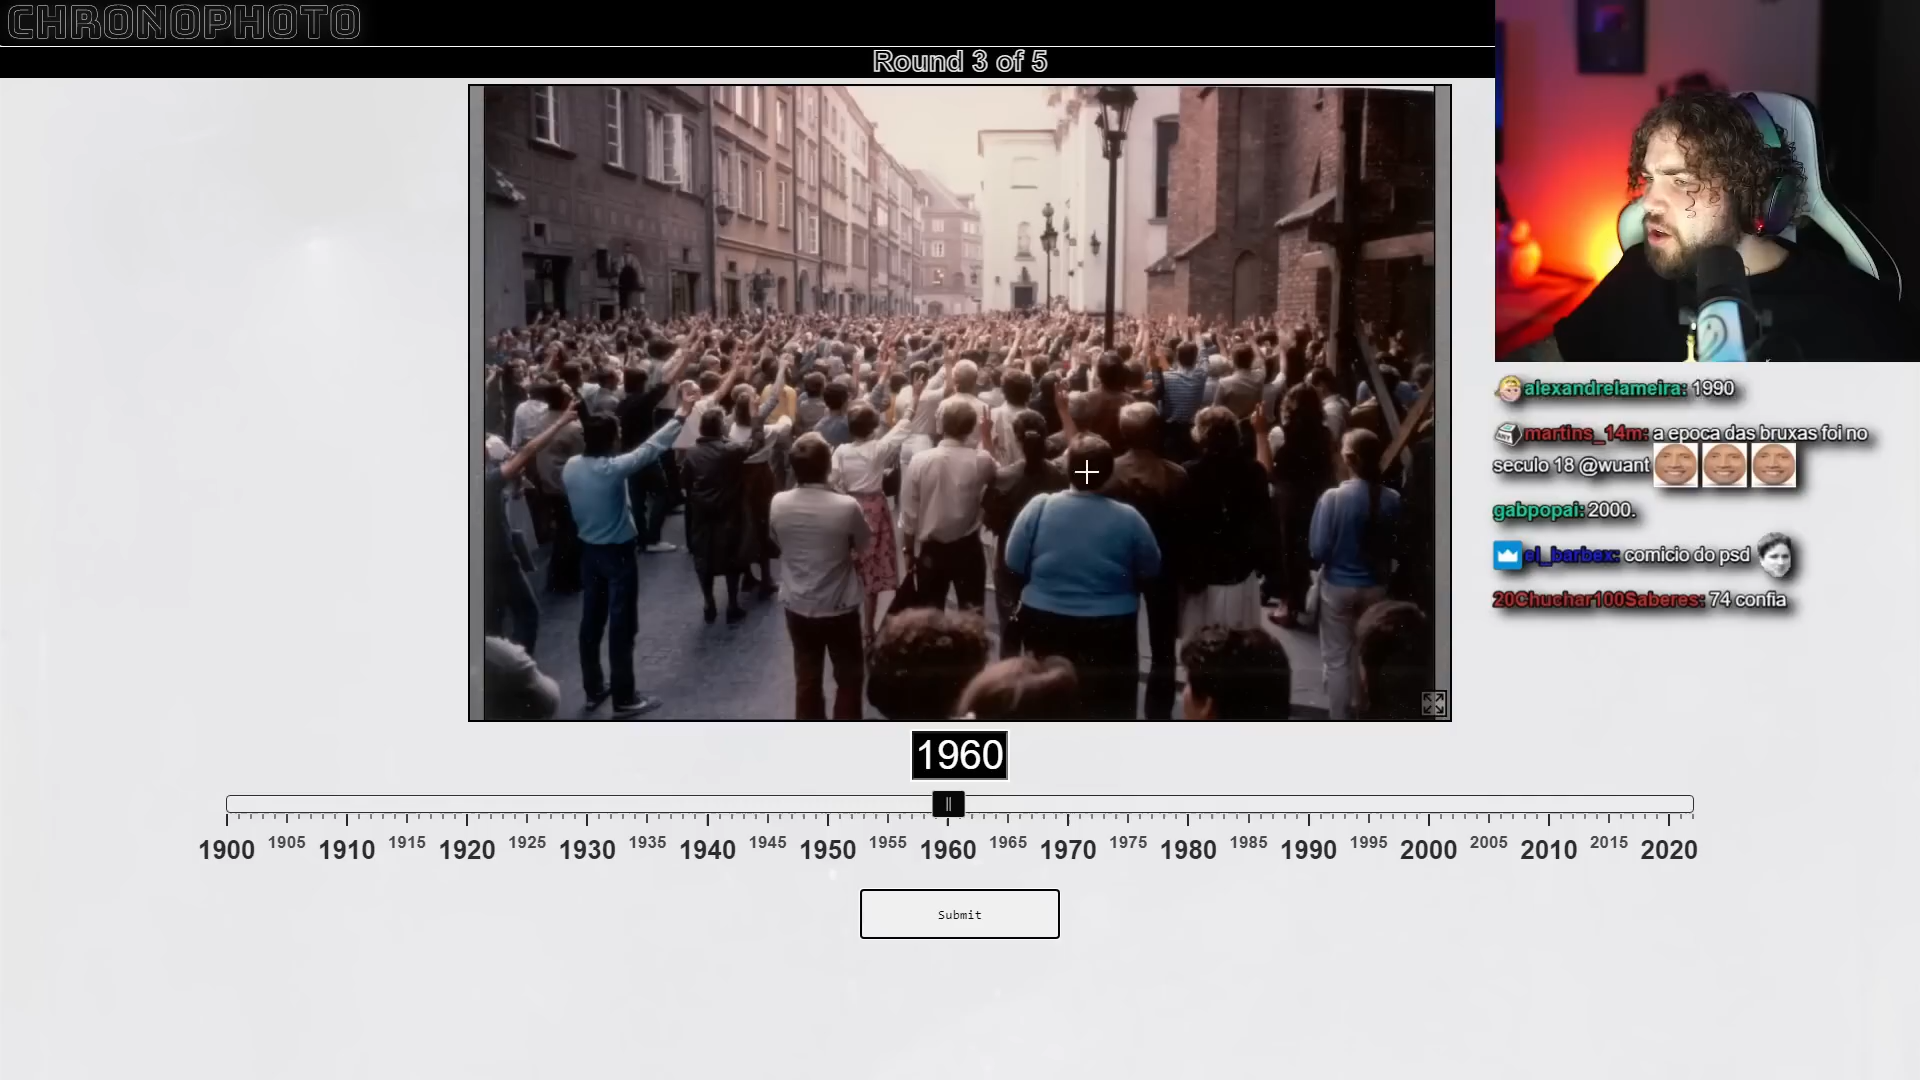 CHRONOPHOTO
Round 3 of 5
alexandrelameira: 1990
martins_14m: a epoca das bruxas foi no
seculo 18 @wuant
gabpopai: 2000.
el_barbex: comicio do psd
20Chuchar100Saberes: 74 confia
1960
1900 1905 1910 1915 1920 1925 1930 1935 1940 1945 1950 1955 1960 1965 1970 1975 1980 1985 1990 1995 2000 2005 2010 2015 2020
Submit